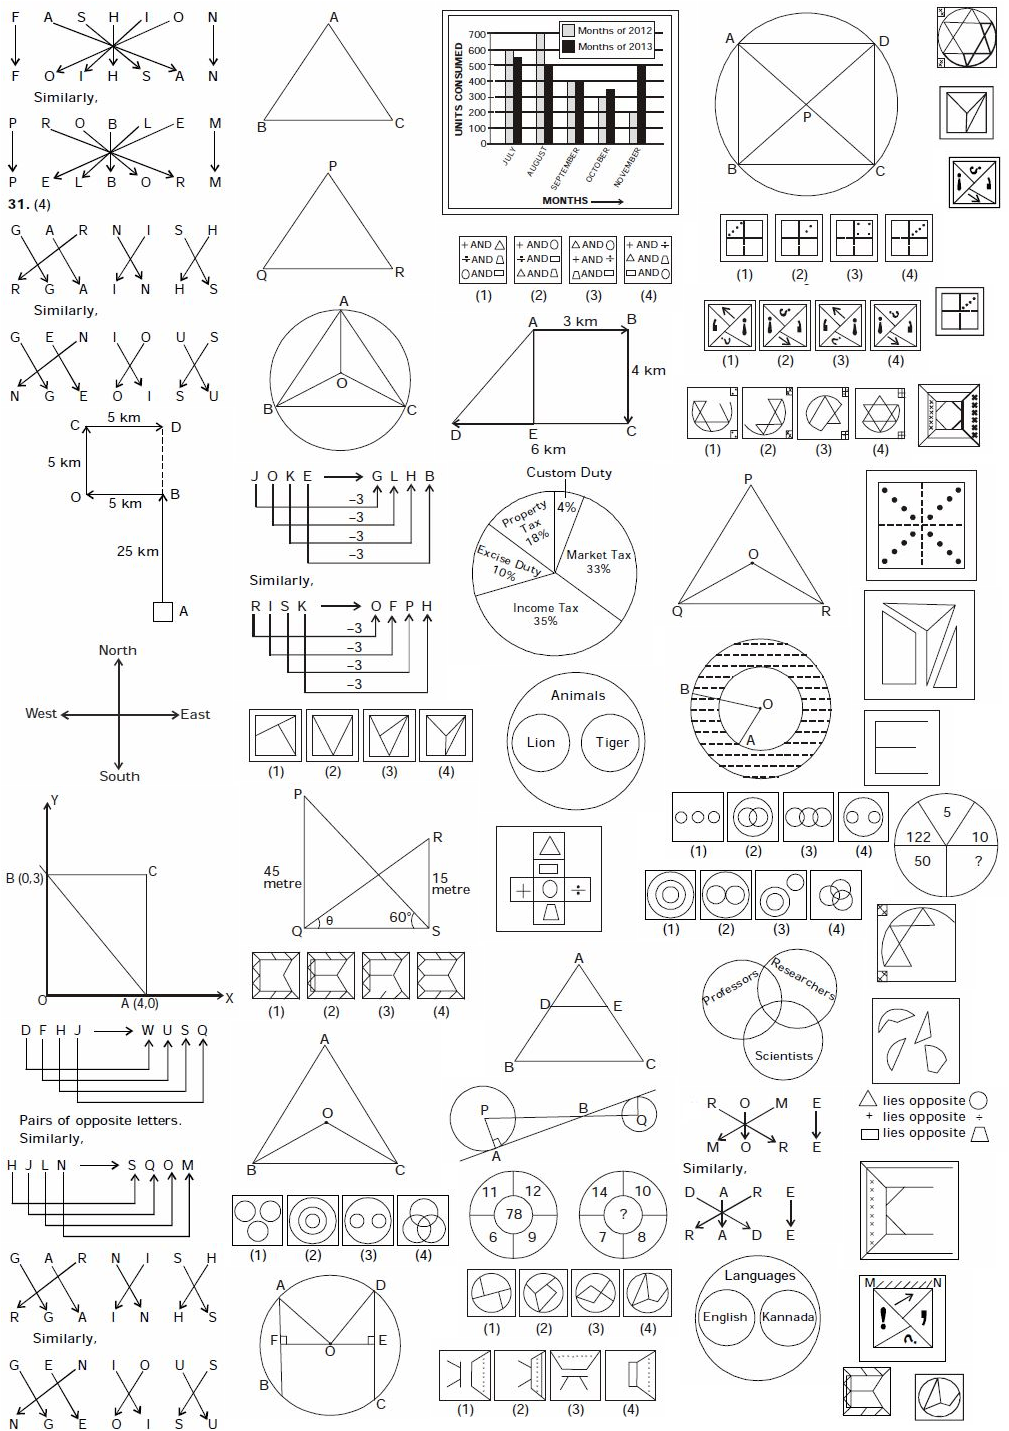 F A S H I O N
F O I H S A N
Similarly,
P R O B L E M
P E L B O R M
31. (4)
G A R N I S H
R G A I N H S
Similarly,
G E N I O U S
N G E O I S U
5 km
C D
5 km
O B
5 km
25 km
A
North
West East
South
Y
B (0,3) C
O A (4,0) X
D F H J W U S Q
Pairs of opposite letters.
Similarly,
H J L N S Q O M
G A R N I S H
R G A I N H S
Similarly,
G E N I O U S
N G E O I S U
A
B C
P
Q R
A
O
B C
J O K E G L H B
–3
–3
–3
–3
Similarly,
R I S K O F P H
–3
–3
–3
–3
(1) (2) (3) (4)
P
R
45 metre
15 metre
Q θ 60° S
(1) (2) (3) (4)
A
O
B C
(1) (2) (3) (4)
A D
F E
O
B
C
Months of 2012
Months of 2013
UNITS CONSUMED
700
600
500
400
300
200
100
0
JULY
AUGUST
SEPTEMBER
OCTOBER
NOVEMBER
MONTHS
+ AND △ + AND ○ △ AND ○ + AND ÷
÷ AND ⏢ ÷ AND ▭ + AND ÷ △ AND ⏢
○ AND ▭ △ AND ⏢ ⏢ AND ▭ ▭ AND ○
(1) (2) (3) (4)
A 3 km B
4 km
D E C
6 km
Custom Duty
4%
Property Tax 18%
Excise Duty 10%
Market Tax
33%
Income Tax
35%
Animals
Lion Tiger
+ ÷
A
D E
B C
P B Q
A
11 12
78
6 9
14 10
?
7 8
(1) (2) (3) (4)
(1) (2) (3) (4)
A D
P
B C
(1) (2) (3) (4)
(1) (2) (3) (4)
(1) (2) (3) (4)
P
O
Q R
B O
A
(1) (2) (3) (4)
(1) (2) (3) (4)
Professors
Researchers
Scientists
R O M E
M O R E
Similarly,
D A R E
R A D E
Languages
English Kannada
5
122 10
50 ?
△ lies opposite ○
+ lies opposite ÷
▭ lies opposite ⏢
M N
! ?